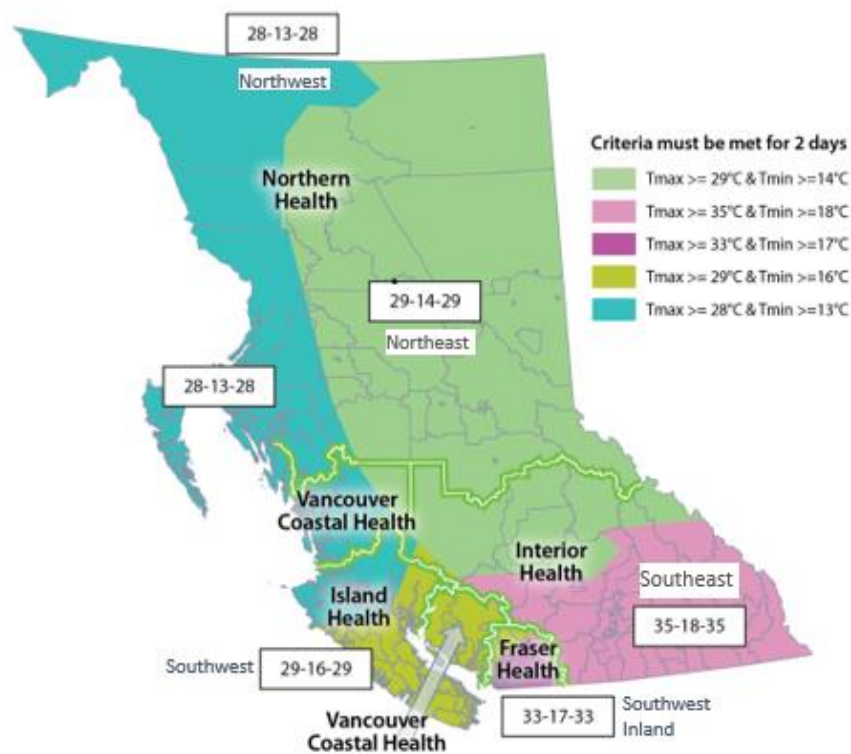 28-13-28
Northwest
Criteria must be met for 2 days
Tmax >= 29°C & Tmin >=14°C
Tmax >= 35°C & Tmin >=18°C
Tmax >= 33°C & Tmin >=17°C
Tmax >= 29°C & Tmin >=16°C
Tmax >= 28°C & Tmin >=13°C
Northern
Health
29-14-29
Northeast
28-13-28
Vancouver
Coastal Health
Interior
Health
Southeast
35-18-35
Island
Health
Fraser
Health
Southwest
29-16-29
33-17-33
Southwest
Inland
Vancouver
Coastal Health